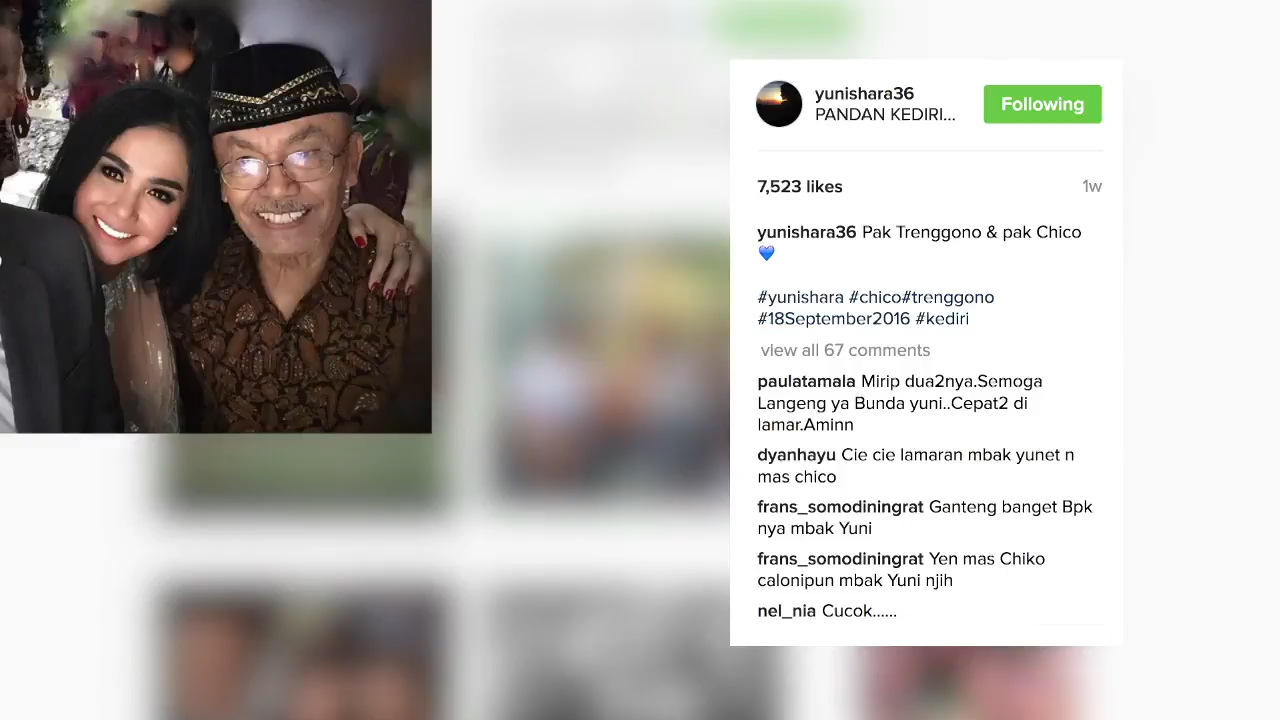 yunishara36
PANDAN KEDIRI...
Following
7,523 likes
1w
yunishara36 Pak Trenggono & pak Chico
💙
#yunishara #chico#trenggono
#18September2016 #kediri
view all 67 comments
paulatamala Mirip dua2nya.Semoga
Langeng ya Bunda yuni..Cepat2 di
lamar.Aminn
dyanhayu Cie cie lamaran mbak yunet n
mas chico
frans_somodiningrat Ganteng banget Bpk
nya mbak Yuni
frans_somodiningrat Yen mas Chiko
calonipun mbak Yuni njih
nel_nia Cucok......